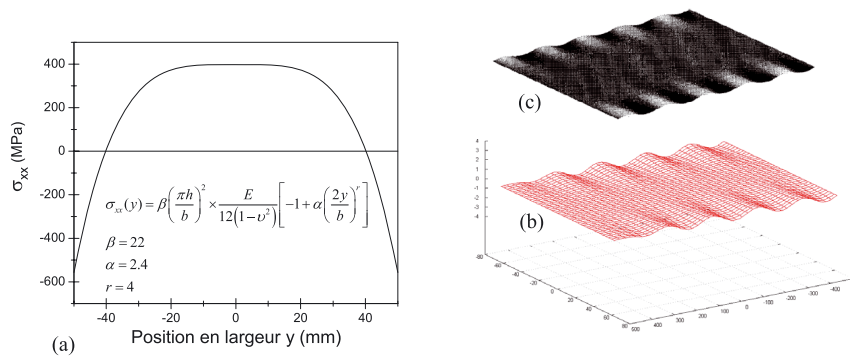 400
200
0
-200
-400
-600
σxx (MPa)
σxx(y) = β(πh/b)² × E/12(1−υ²) [−1+α(2y/b)^r]
β = 22
α = 2.4
r = 4
-40 -20 0 20 40
Position en largeur y (mm)
(a)
(c)
4
3
2
1
0
-1
-2
-3
-4
(b)
-80
-60
-40
-20
0
20
40
60
80
500 400 300 200 100 0 -100 -200 -300 -400